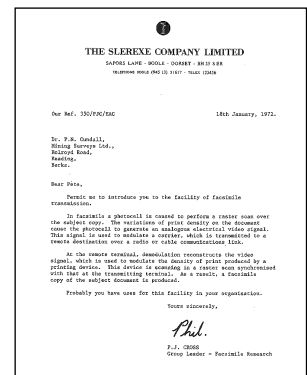 THE SLEREXE COMPANY LIMITED
SAPORS LANE - BOOLE - DORSET - BH 25 8 ER
TELEPHONE BOOLE (945 13) 51617 - TELEX 123456
Our Ref. 350/PJC/EAC 18th January, 1972.
Dr. P.N. Cundall,
Mining Surveys Ltd.,
Holroyd Road,
Reading,
Berks.
Dear Pete,
Permit me to introduce you to the facility of facsimile
transmission.
In facsimile a photocell is caused to perform a raster scan over
the subject copy. The variations of print density on the document
cause the photocell to generate an analogous electrical video signal.
This signal is used to modulate a carrier, which is transmitted to a
remote destination over a radio or cable communications link.
At the remote terminal, demodulation reconstructs the video
signal, which is used to modulate the density of print produced by a
printing device. This device is scanning in a raster scan synchronised
with that at the transmitting terminal. As a result, a facsimile
copy of the subject document is produced.
Probably you have uses for this facility in your organisation.
Yours sincerely,
Phil.
P.J. CROSS
Group Leader - Facsimile Research